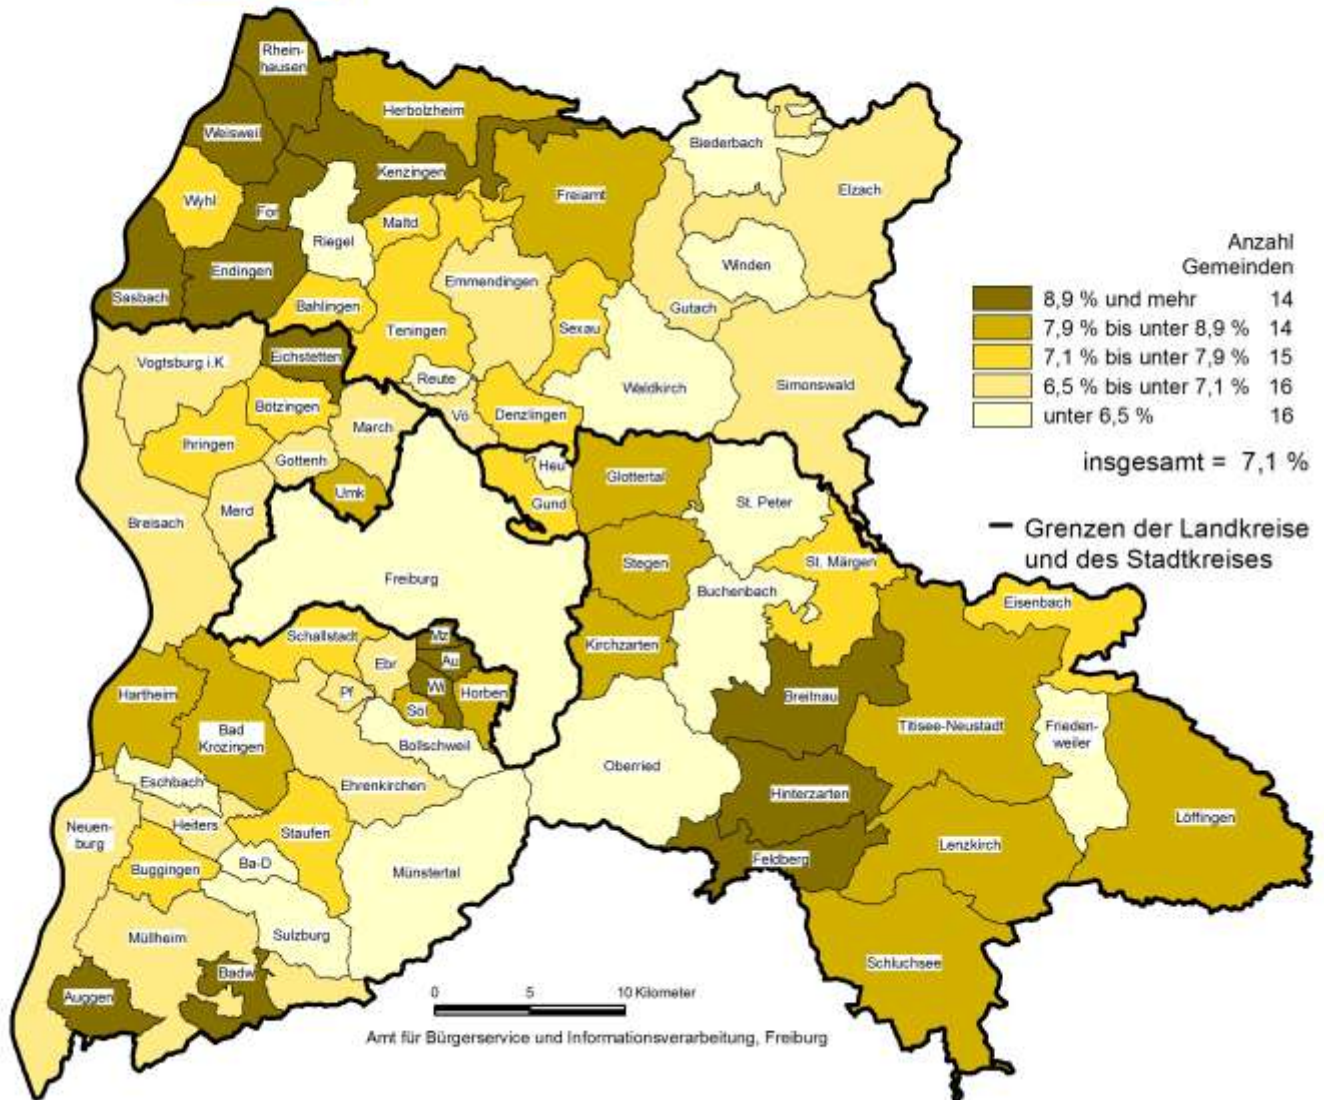 Rhein-
hausen
Herbolzheim
Weisweil
Biederbach
Kenzingen
Elzach
Wyhl
For
Freiamt
Maltd
Riegel
Endingen
Winden
Emmendingen
Sasbach
Bahlingen
Gutach
Teningen
Sexau
Vogtsburg i.K
Eichstetten
Reute
Waldkirch
Simonswald
Bötzingen
Vö
Denzlingen
March
Ihringen
Gottenh
Heu
Glottertal
Umk
Gund
St. Peter
Merd
Breisach
Freiburg
Stegen
St. Märgen
Buchenbach
Eisenbach
Schallstadt
Mz
Kirchzarten
Ebr
Au
Hartheim
Pf
Wi
Horben
Breitnau
Söl
Titisee-Neustadt
Bad
Krozingen
Frieden-
weiler
Bollschweil
Oberried
Eschbach
Ehrenkirchen
Hinterzarten
Neuen-
burg
Heiters
Staufen
Löffingen
Lenzkirch
Ba-D
Feldberg
Buggingen
Münstertal
Müllheim
Sulzburg
Schluchsee
Badw
Auggen
Anzahl
Gemeinden
8,9 % und mehr 14
7,9 % bis unter 8,9 % 14
7,1 % bis unter 7,9 % 15
6,5 % bis unter 7,1 % 16
unter 6,5 % 16
insgesamt = 7,1 %
Grenzen der Landkreise
und des Stadtkreises
0 5 10 Kilometer
Amt für Bürgerservice und Informationsverarbeitung, Freiburg